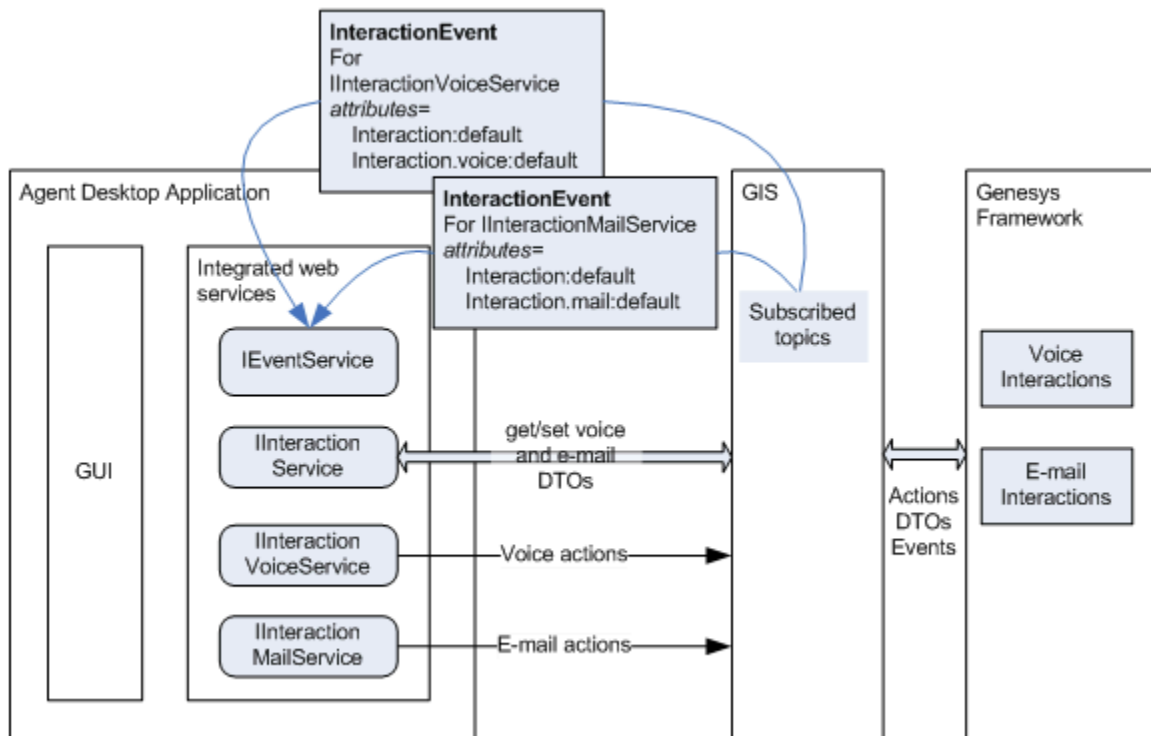 InteractionEvent
For
IInteractionVoiceService
attributes=
Interaction:default
Interaction.voice:default
Agent Desktop Application
InteractionEvent
For IInteractionMailService
attributes=
Interaction:default
Interaction.mail:default
GIS
Genesys
Framework
Integrated web
services
Subscribed
topics
IEventService
Voice
Interactions
GUI
IInteraction
Service
get/set voice
and e-mail
DTOs
E-mail
Interactions
Actions
DTOs
Events
IInteraction
VoiceService
Voice actions
IInteraction
MailService
E-mail actions